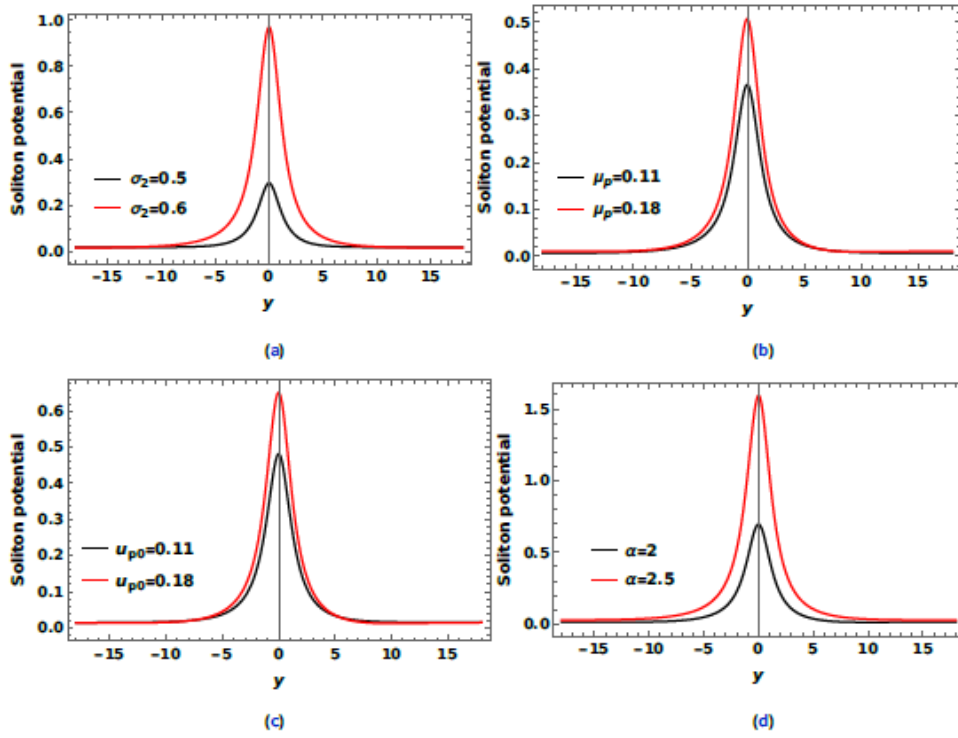 1.0
0.8
0.6
0.4
0.2
0.0
Soliton potential
σ₂=0.5
σ₂=0.6
−15 −10 −5 0 5 10 15
y
(a)
0.5
0.4
0.3
0.2
0.1
0.0
Soliton potential
μₚ=0.11
μₚ=0.18
−15 −10 −5 0 5 10 15
y
(b)
0.6
0.5
0.4
0.3
0.2
0.1
0.0
Soliton potential
uₚ₀=0.11
uₚ₀=0.18
−15 −10 −5 0 5 10 15
y
(c)
1.5
1.0
0.5
0.0
Soliton potential
α=2
α=2.5
−15 −10 −5 0 5 10 15
y
(d)